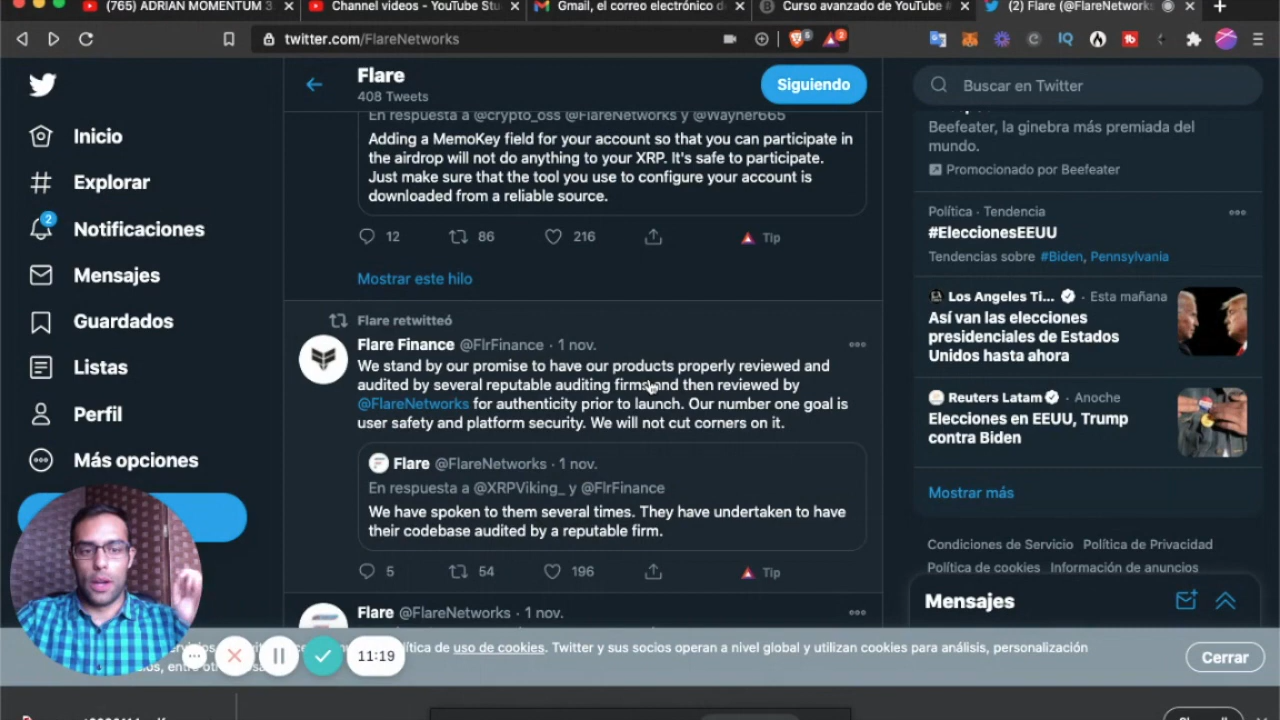 (765) ADRIAN MOMENTUM 3
Channel videos - YouTube Stu
Gmail, el correo electrónico d
Curso avanzado de YouTube
(2) Flare (@FlareNetworks
twitter.com/FlareNetworks
Flare
408 Tweets
Siguiendo
Buscar en Twitter
Inicio
Explorar
2
Notificaciones
Mensajes
Guardados
Listas
Perfil
Más opciones
En respuesta a @crypto_oss @FlareNetworks y @Wayner665
Adding a MemoKey field for your account so that you can participate in
the airdrop will not do anything to your XRP. It's safe to participate.
Just make sure that the tool you use to configure your account is
downloaded from a reliable source.
12 86 216 Tip
Mostrar este hilo
Flare retwitteó
Flare Finance @FlrFinance · 1 nov.
We stand by our promise to have our products properly reviewed and
audited by several reputable auditing firms and then reviewed by
@FlareNetworks for authenticity prior to launch. Our number one goal is
user safety and platform security. We will not cut corners on it.
Flare @FlareNetworks · 1 nov.
En respuesta a @XRPViking_ y @FlrFinance
We have spoken to them several times. They have undertaken to have
their codebase audited by a reputable firm.
5 54 196 Tip
Flare @FlareNetworks · 1 nov.
Beefeater, la ginebra más premiada del
mundo.
Promocionado por Beefeater
Política · Tendencia
#EleccionesEEUU
Tendencias sobre #Biden, Pennsylvania
Los Angeles Ti... · Esta mañana
Así van las elecciones
presidenciales de Estados
Unidos hasta ahora
Reuters Latam · Anoche
Elecciones en EEUU, Trump
contra Biden
Mostrar más
Condiciones de Servicio Política de Privacidad
Política de cookies Información de anuncios
Mensajes
uso de cookies. Twitter y sus socios operan a nivel global y utilizan cookies para análisis, personalización
Cerrar
11:19